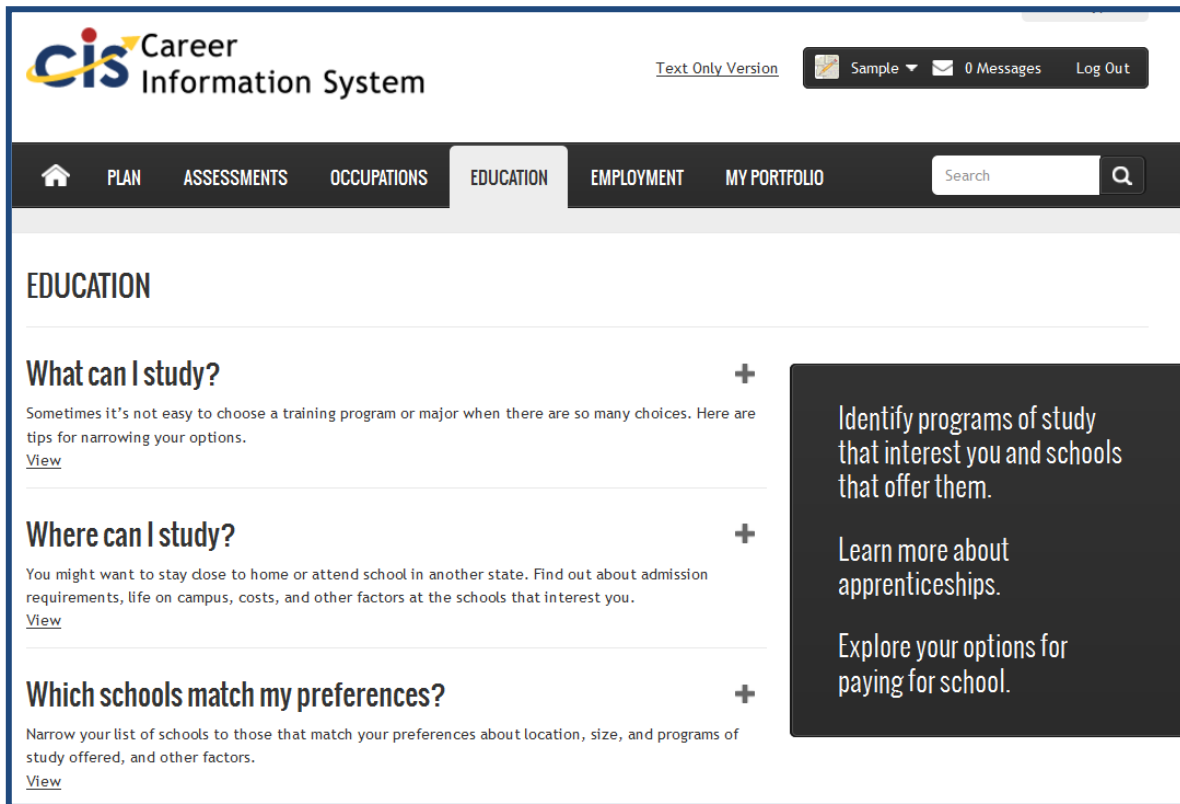 cis Career
Information System
Text Only Version
Sample
0 Messages
Log Out
PLAN
ASSESSMENTS
OCCUPATIONS
EDUCATION
EMPLOYMENT
MY PORTFOLIO
Search
EDUCATION
What can I study?
Sometimes it's not easy to choose a training program or major when there are so many choices. Here are
tips for narrowing your options.
View
Where can I study?
You might want to stay close to home or attend school in another state. Find out about admission
requirements, life on campus, costs, and other factors at the schools that interest you.
View
Which schools match my preferences?
Narrow your list of schools to those that match your preferences about location, size, and programs of
study offered, and other factors.
View
Identify programs of study
that interest you and schools
that offer them.
Learn more about
apprenticeships.
Explore your options for
paying for school.